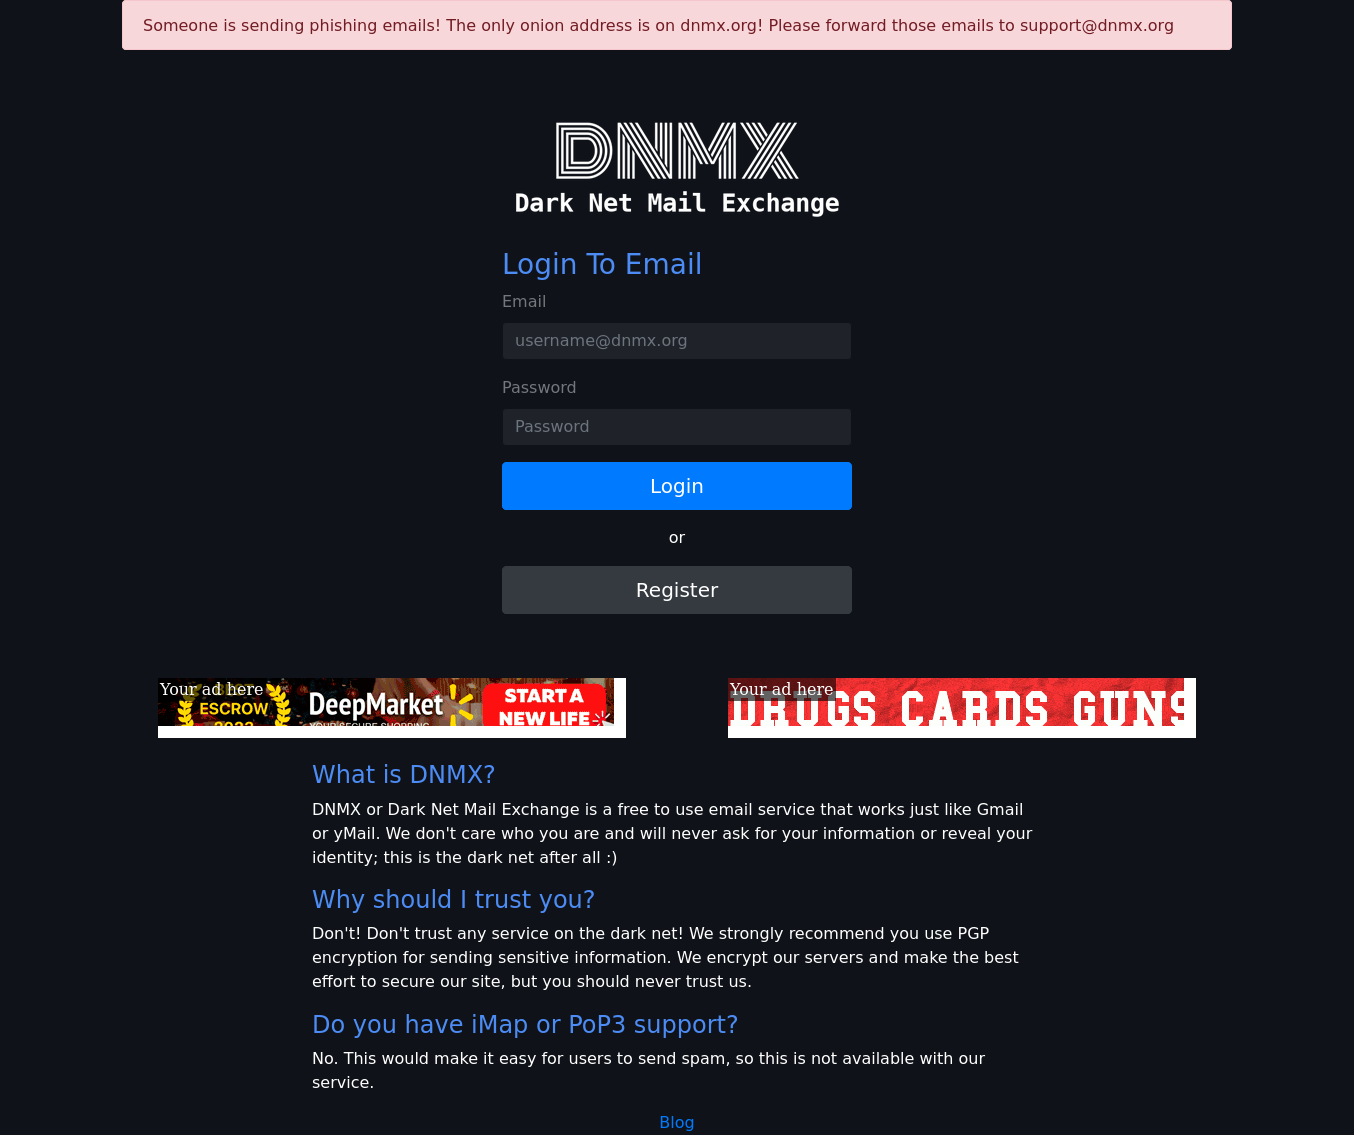 Someone is sending phishing emails! The only onion address is on dnmx.org! Please forward those emails to support@dnmx.org
DNMX
Dark Net Mail Exchange
Login To Email
Email
username@dnmx.org
Password
Password
Login
or
Register
Your ad here
BEST
ESCROW
2023
DeepMarket
YOUR SECURE SHOPPING
START A
NEW LIFE
Your ad here
DRUGS CARDS GUNS
What is DNMX?
DNMX or Dark Net Mail Exchange is a free to use email service that works just like Gmail
or yMail. We don't care who you are and will never ask for your information or reveal your
identity; this is the dark net after all :)
Why should I trust you?
Don't! Don't trust any service on the dark net! We strongly recommend you use PGP
encryption for sending sensitive information. We encrypt our servers and make the best
effort to secure our site, but you should never trust us.
Do you have iMap or PoP3 support?
No. This would make it easy for users to send spam, so this is not available with our
service.
Blog